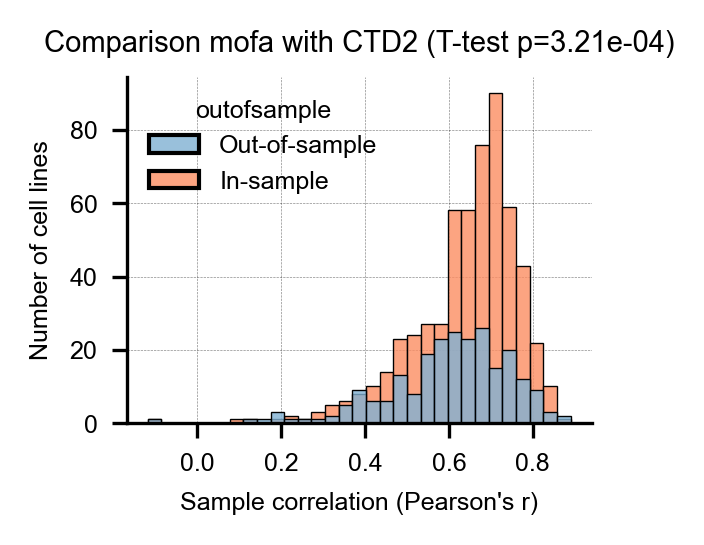 Comparison mofa with CTD2 (T-test p=3.21e-04)
outofsample
Out-of-sample
In-sample
Number of cell lines
80
60
40
20
0
0.0 0.2 0.4 0.6 0.8
Sample correlation (Pearson's r)